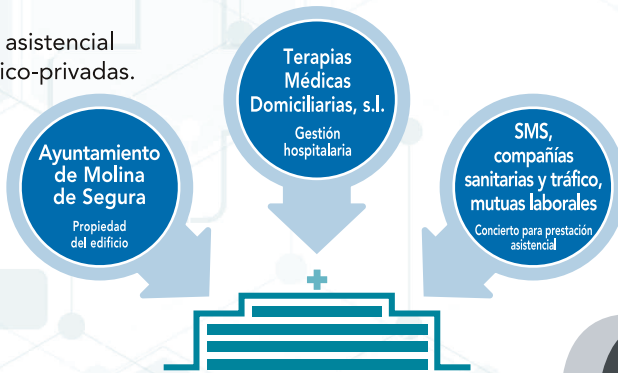 asistencial
ico-privadas.
Terapias
Médicas
Domiciliarias, s.l.
Gestión
hospitalaria
Ayuntamiento
de Molina
de Segura
Propiedad
del edificio
SMS,
compañías
sanitarias y tráfico,
mutuas laborales
Concierto para prestación
asistencial